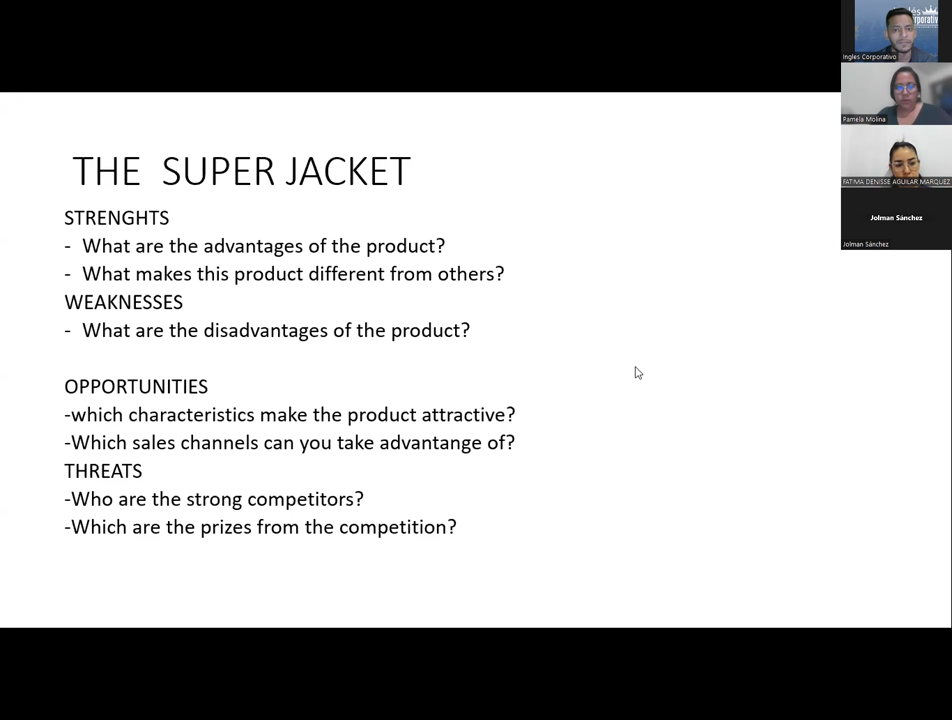 THE SUPER JACKET
STRENGHTS
- What are the advantages of the product?
- What makes this product different from others?
WEAKNESSES
- What are the disadvantages of the product?
OPPORTUNITIES
-which characteristics make the product attractive?
-Which sales channels can you take advantange of?
THREATS
-Who are the strong competitors?
-Which are the prizes from the competition?
Ingles Corporativo
Pamela Molina
FATIMA DENISSE AGUILAR MARQUEZ
Jolman Sánchez
Jolman Sánchez